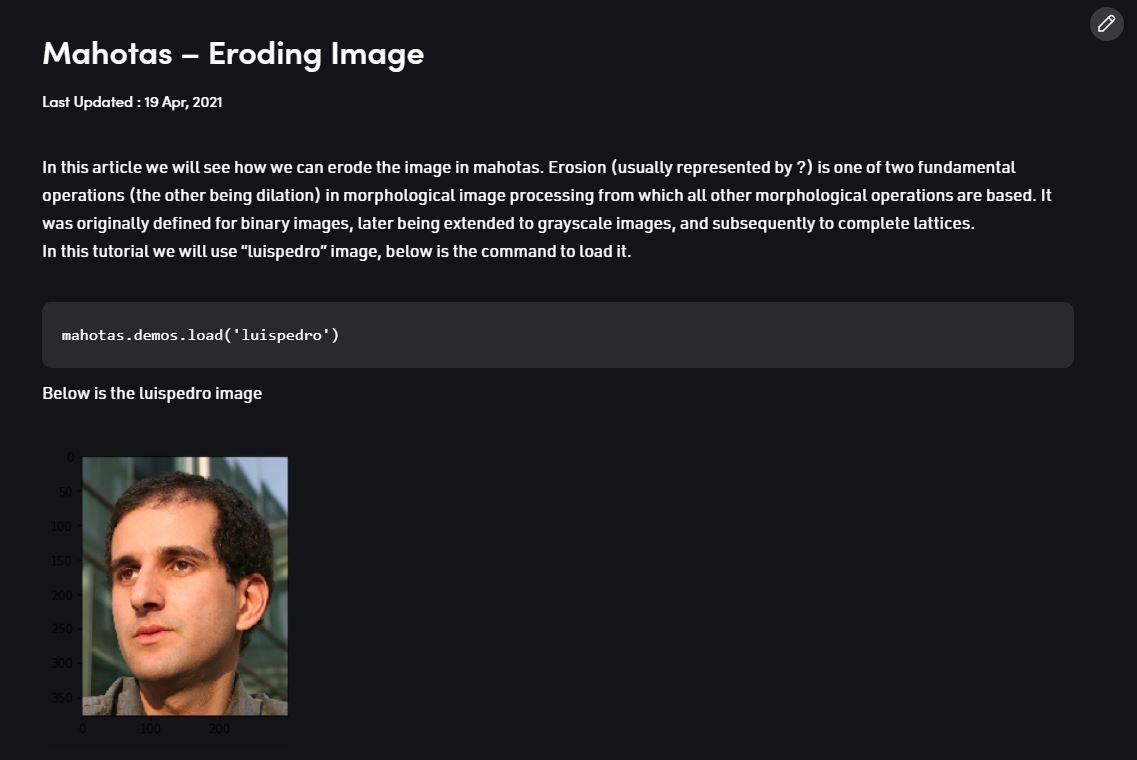 Mahotas – Eroding Image
Last Updated : 19 Apr, 2021
In this article we will see how we can erode the image in mahotas. Erosion (usually represented by ?) is one of two fundamental
operations (the other being dilation) in morphological image processing from which all other morphological operations are based. It
was originally defined for binary images, later being extended to grayscale images, and subsequently to complete lattices.
In this tutorial we will use “luispedro” image, below is the command to load it.
mahotas.demos.load('luispedro')
Below is the luispedro image
0
50
100
150
200
250
300
350
0 100 200